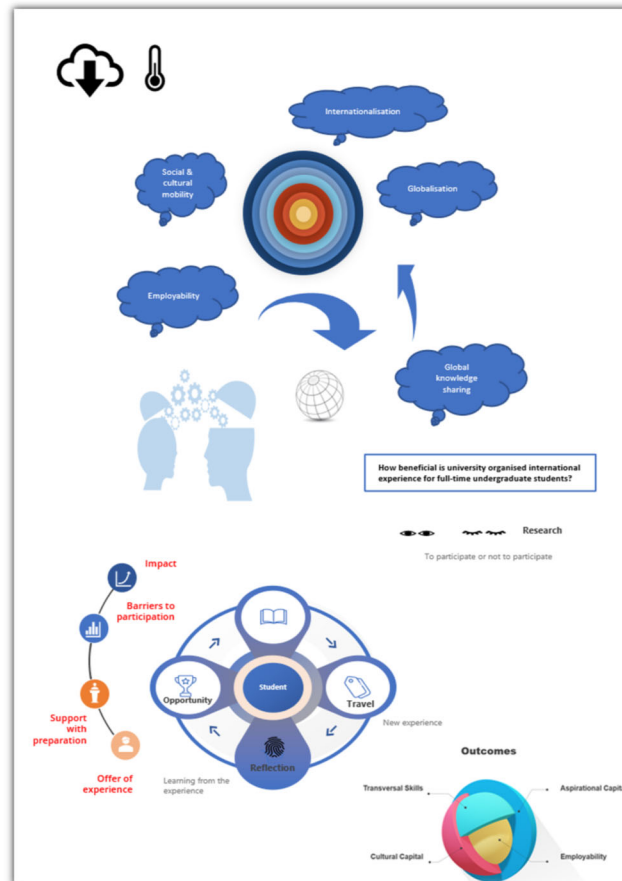 Internationalisation
Social &
cultural
mobility
Globalisation
Employability
Global
knowledge
sharing
How beneficial is university organised international
experience for full-time undergraduate students?
Research
To participate or not to participate
Impact
Barriers to
participation
Opportunity
Student
Travel
Support
with
preparation
Reflection
New experience
Offer of
experience
Learning from the
experience
Outcomes
Transversal Skills
Aspirational Capit
Cultural Capital
Employability